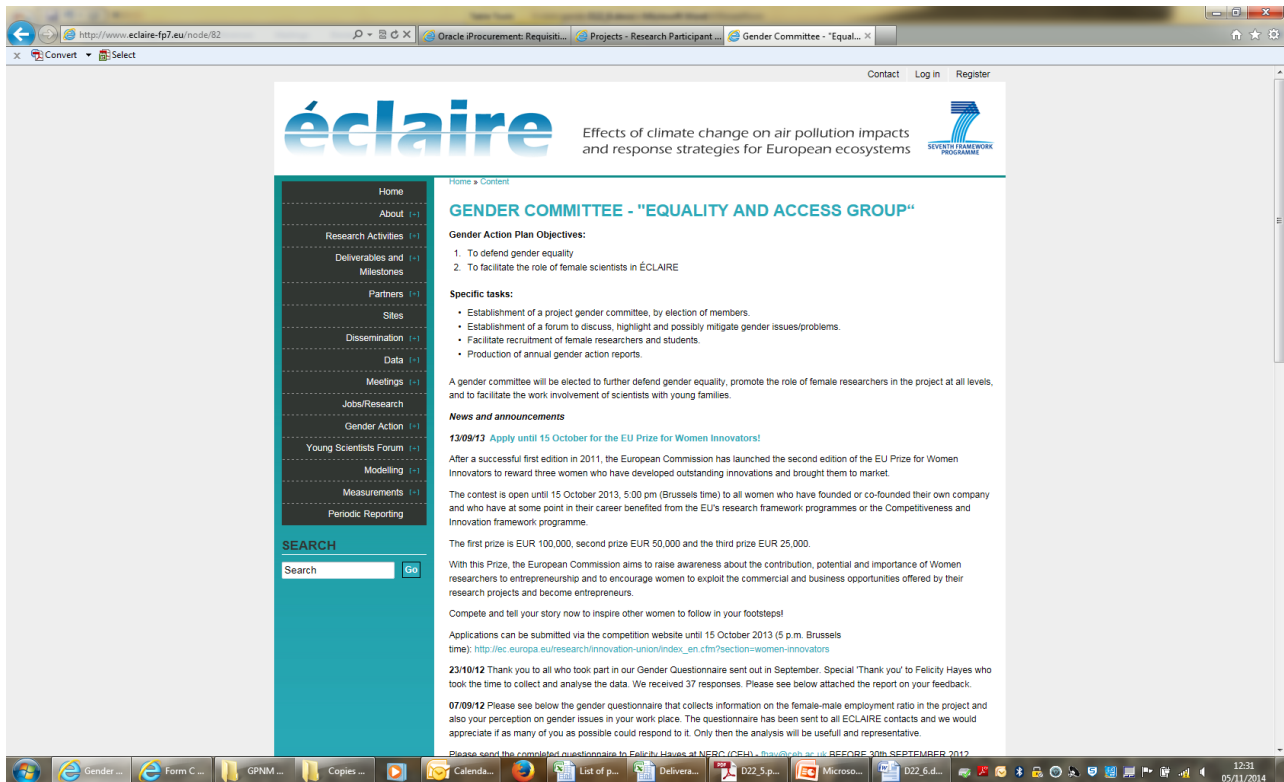 http://www.eclaire-fp7.eu/node/82
Oracle iProcurement: Requisiti...
Projects - Research Participant ...
Gender Committee - "Equal...
x Convert Select
Contact Log in Register
éclaire
Effects of climate change on air pollution impacts
and response strategies for European ecosystems
7
SEVENTH FRAMEWORK
PROGRAMME
Home
About [+]
Research Activities [+]
Deliverables and [+]
Milestones
Partners [+]
Sites
Dissemination [+]
Data [+]
Meetings [+]
Jobs/Research
Gender Action [+]
Young Scientists Forum [+]
Modelling [+]
Measurements [+]
Periodic Reporting
SEARCH
Search Go
Home » Content
GENDER COMMITTEE - "EQUALITY AND ACCESS GROUP“
Gender Action Plan Objectives:
1. To defend gender equality
2. To facilitate the role of female scientists in ÉCLAIRE
Specific tasks:
• Establishment of a project gender committee, by election of members.
• Establishment of a forum to discuss, highlight and possibly mitigate gender issues/problems.
• Facilitate recruitment of female researchers and students.
• Production of annual gender action reports.
A gender committee will be elected to further defend gender equality, promote the role of female researchers in the project at all levels,
and to facilitate the work involvement of scientists with young families.
News and announcements
13/09/13 Apply until 15 October for the EU Prize for Women Innovators!
After a successful first edition in 2011, the European Commission has launched the second edition of the EU Prize for Women
Innovators to reward three women who have developed outstanding innovations and brought them to market.
The contest is open until 15 October 2013, 5:00 pm (Brussels time) to all women who have founded or co-founded their own company
and who have at some point in their career benefited from the EU's research framework programmes or the Competitiveness and
Innovation framework programme.
The first prize is EUR 100,000, second prize EUR 50,000 and the third prize EUR 25,000.
With this Prize, the European Commission aims to raise awareness about the contribution, potential and importance of Women
researchers to entrepreneurship and to encourage women to exploit the commercial and business opportunities offered by their
research projects and become entrepreneurs.
Compete and tell your story now to inspire other women to follow in your footsteps!
Applications can be submitted via the competition website until 15 October 2013 (5 p.m. Brussels
time): http://ec.europa.eu/research/innovation-union/index_en.cfm?section=women-innovators
23/10/12 Thank you to all who took part in our Gender Questionnaire sent out in September. Special 'Thank you' to Felicity Hayes who
took the time to collect and analyse the data. We received 37 responses. Please see below attached the report on your feedback.
07/09/12 Please see below the gender questionnaire that collects information on the female-male employment ratio in the project and
also your perception on gender issues in your work place. The questionnaire has been sent to all ECLAIRE contacts and we would
appreciate if as many of you as possible could respond to it. Only then the analysis will be usefull and representative.
Please send the completed questionnaire to Felicity Hayes at NERC (CEH) - fhay@ceh.ac.uk BEFORE 30th SEPTEMBER 2012
Gender ... Form C ... GPNM ... Copies ... Calenda... List of p... Delivera... D22_5.p... Microso... D22_6.d...
12:31
05/11/2014